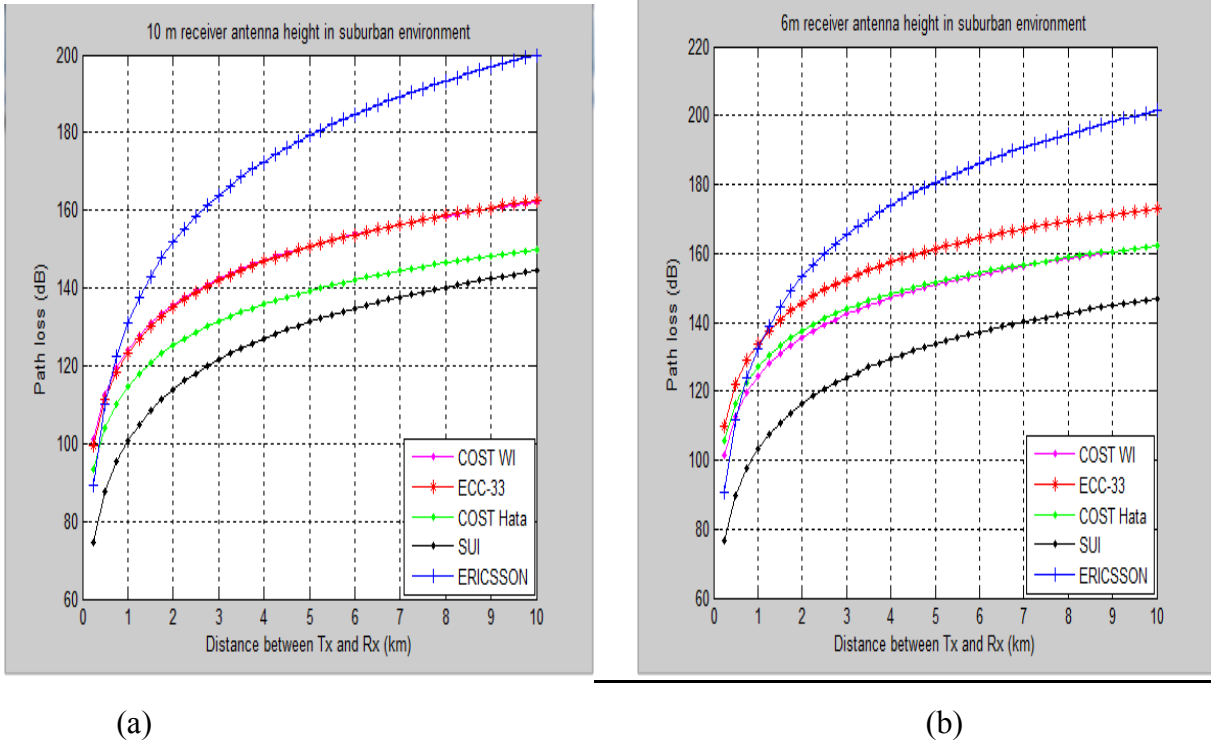 10 m receiver antenna height in suburban environment
200
180
160
140
120
100
80
60
0 1 2 3 4 5 6 7 8 9 10
Path loss (dB)
Distance between Tx and Rx (km)
COST WI
ECC-33
COST Hata
SUI
ERICSSON
(a)
6m receiver antenna height in suburban environment
220
200
180
160
140
120
100
80
60
0 1 2 3 4 5 6 7 8 9 10
Path loss (dB)
Distance between Tx and Rx (km)
COST WI
ECC-33
COST Hata
SUI
ERICSSON
(b)